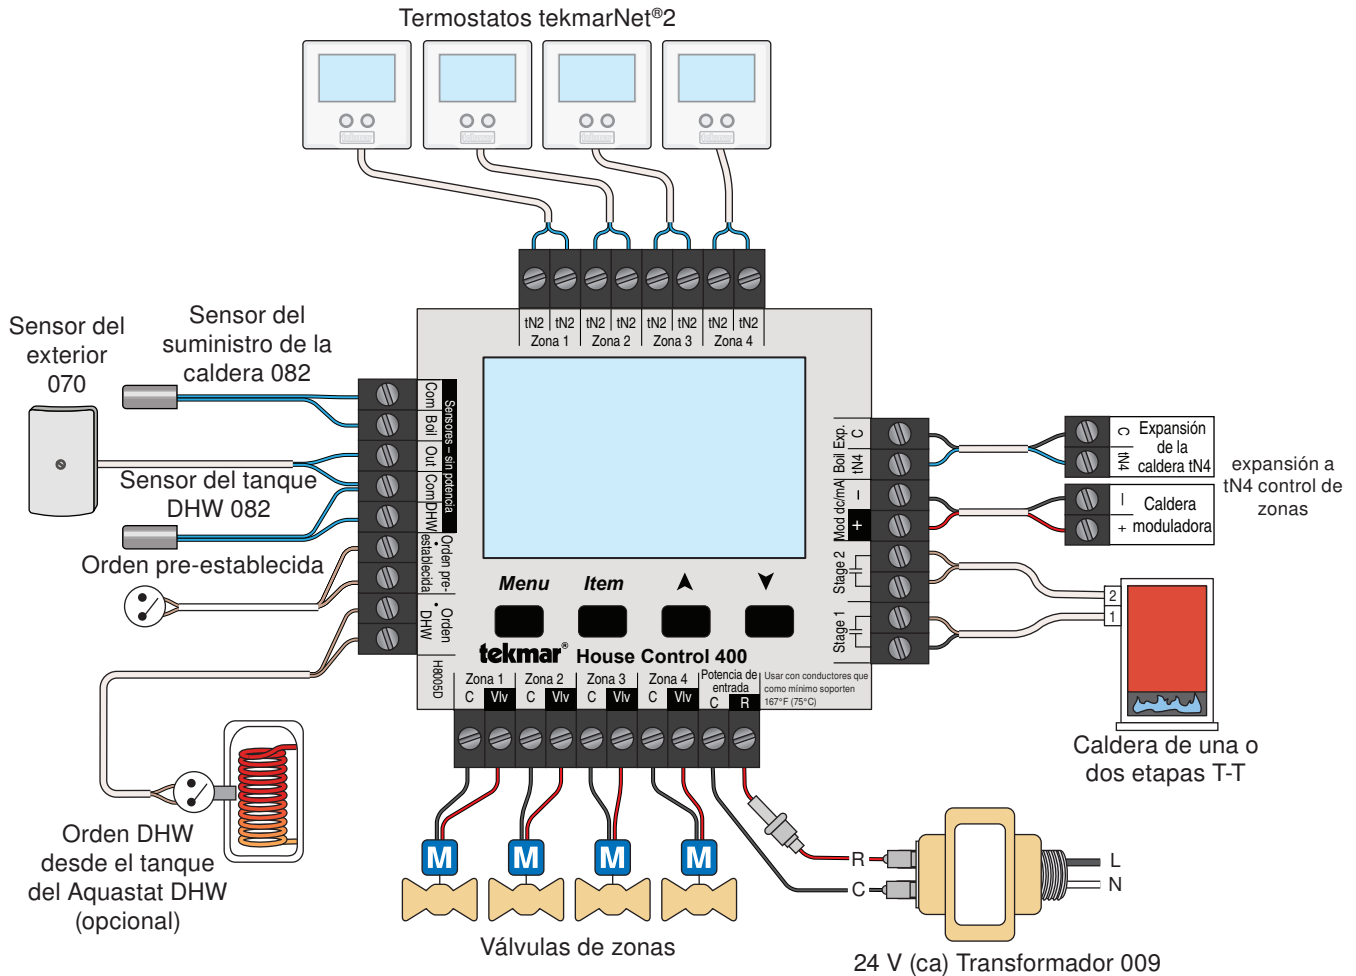 Termostatos tekmarNet®2
tN2 tN2 tN2 tN2 tN2 tN2 tN2 tN2
Zona 1 Zona 2 Zona 3 Zona 4
Sensor del
exterior
070
Sensor del
suministro de la
caldera 082
Sensor del tanque
DHW 082
Orden pre-establecida
Com
Boil
Out
Com
DHW
Sensores – sin potencia
Orden pre-
establecida
Orden
DHW
H8005D
Menu Item
tekmar® House Control 400
Boil Exp.
C
tN4
Mod dc/mA
–
+
Stage 2
Stage 1
C
tN4
Expansión
de la
caldera tN4
–
+
Caldera
moduladora
expansión a
tN4 control de
zonas
2
1
Caldera de una o
dos etapas T-T
Zona 1 Zona 2 Zona 3 Zona 4
C Vlv C Vlv C Vlv C Vlv
Potencia de
entrada
C R
Usar con conductores que
como mínimo soporten
167°F (75°C)
Orden DHW
desde el tanque
del Aquastat DHW
(opcional)
M M M M
Válvulas de zonas
R
C
L
N
24 V (ca) Transformador 009